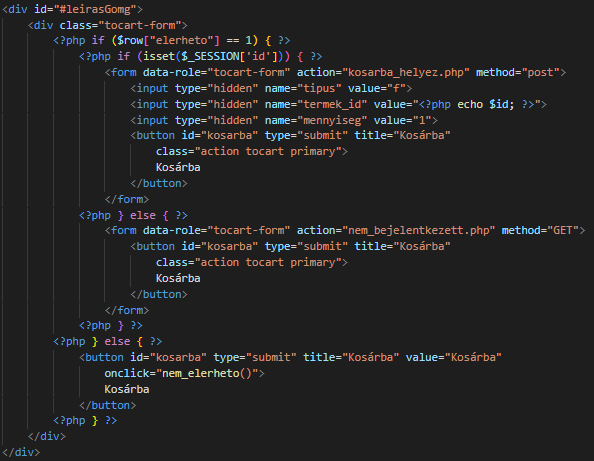 <div id="#leirasGomg">
    <div class="tocart-form">
        <?php if ($row["elerheto"] == 1) { ?>
            <?php if (isset($_SESSION['id'])) { ?>
                <form data-role="tocart-form" action="kosarba_helyez.php" method="post">
                    <input type="hidden" name="tipus" value="f">
                    <input type="hidden" name="termek_id" value="<?php echo $id; ?>">
                    <input type="hidden" name="mennyiseg" value="1">
                    <button id="kosarba" type="submit" title="Kosárba"
                        class="action tocart primary">
                        Kosárba
                    </button>
                </form>
            <?php } else { ?>
                <form data-role="tocart-form" action="nem_bejelentkezett.php" method="GET">
                    <button id="kosarba" type="submit" title="Kosárba"
                        class="action tocart primary">
                        Kosárba
                    </button>
                </form>
            <?php } ?>
        <?php } else { ?>
            <button id="kosarba" type="submit" title="Kosárba" value="Kosárba"
                onclick="nem_elerheto()">
                Kosárba
            </button>
        <?php } ?>
    </div>
</div>